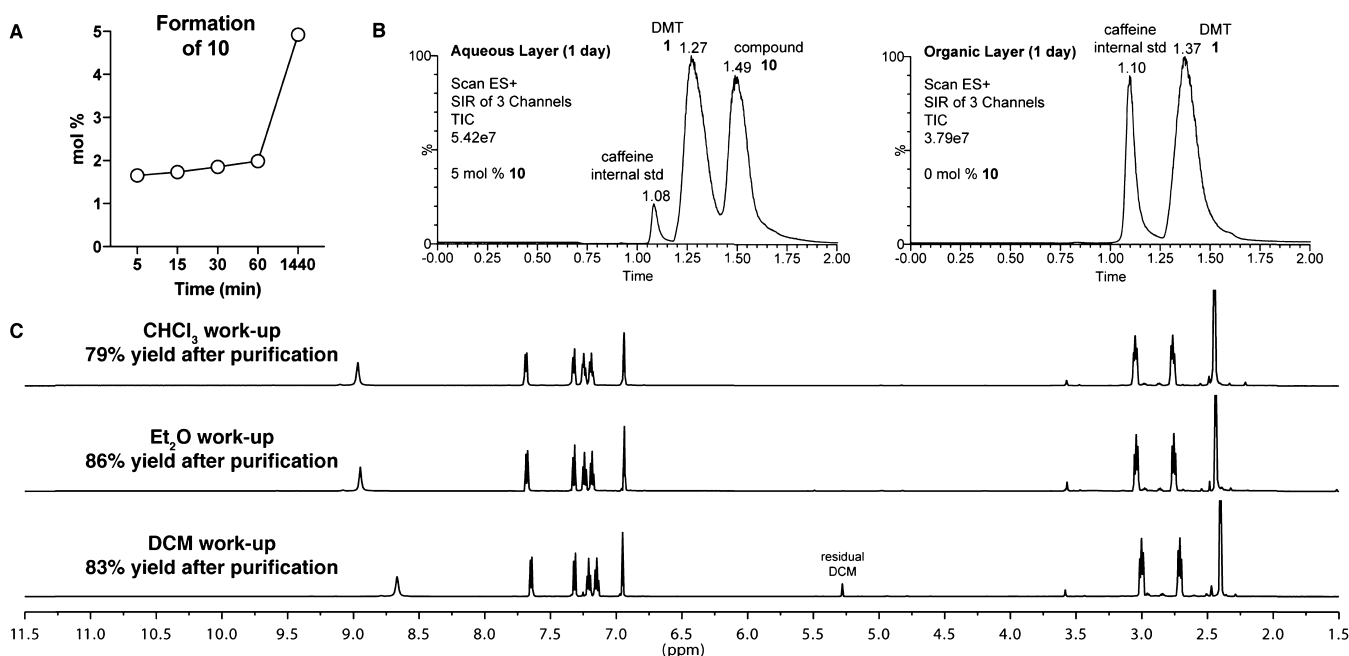 A
Formation
of 10
mol %
5
4
3
2
1
0
5 15 30 60 1440
Time (min)
B
Aqueous Layer (1 day)
Scan ES+
SIR of 3 Channels
TIC
5.42e7
5 mol % 10
100
%
0
caffeine
internal std
1.08
DMT
1 1.27
compound
1.49 10
-0.00 0.25 0.50 0.75 1.00 1.25 1.50 1.75 2.00
Time
Organic Layer (1 day)
Scan ES+
SIR of 3 Channels
TIC
3.79e7
0 mol % 10
100
%
0
caffeine
internal std
1.10
1.37 DMT
1
-0.00 0.25 0.50 0.75 1.00 1.25 1.50 1.75 2.00
Time
C
CHCl3 work-up
79% yield after purification
Et2O work-up
86% yield after purification
DCM work-up
83% yield after purification
residual
DCM
11.5 11.0 10.5 10.0 9.5 9.0 8.5 8.0 7.5 7.0 6.5 6.0 5.5 5.0 4.5 4.0 3.5 3.0 2.5 2.0 1.5
(ppm)